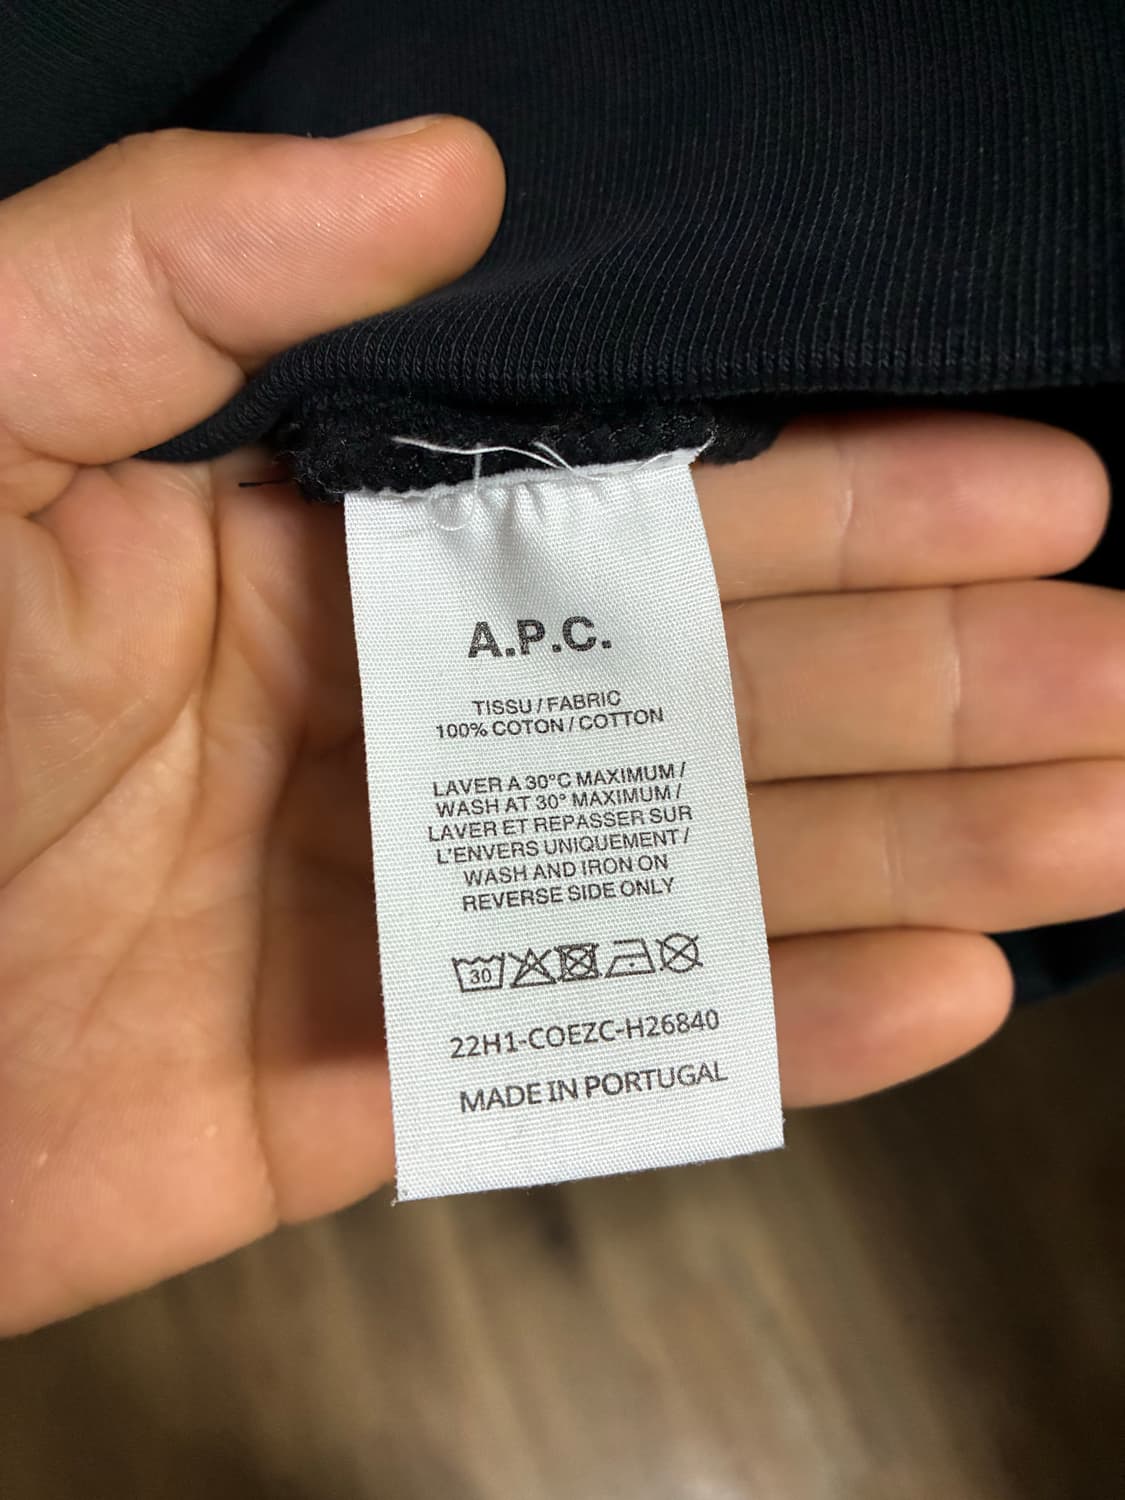 A.P.C.
TISSU / FABRIC
100% COTON / COTTON
LAVER A 30°C MAXIMUM /
WASH AT 30° MAXIMUM /
LAVER ET REPASSER SUR
L'ENVERS UNIQUEMENT /
WASH AND IRON ON
REVERSE SIDE ONLY
30
22H1-COEZC-H26840
MADE IN PORTUGAL